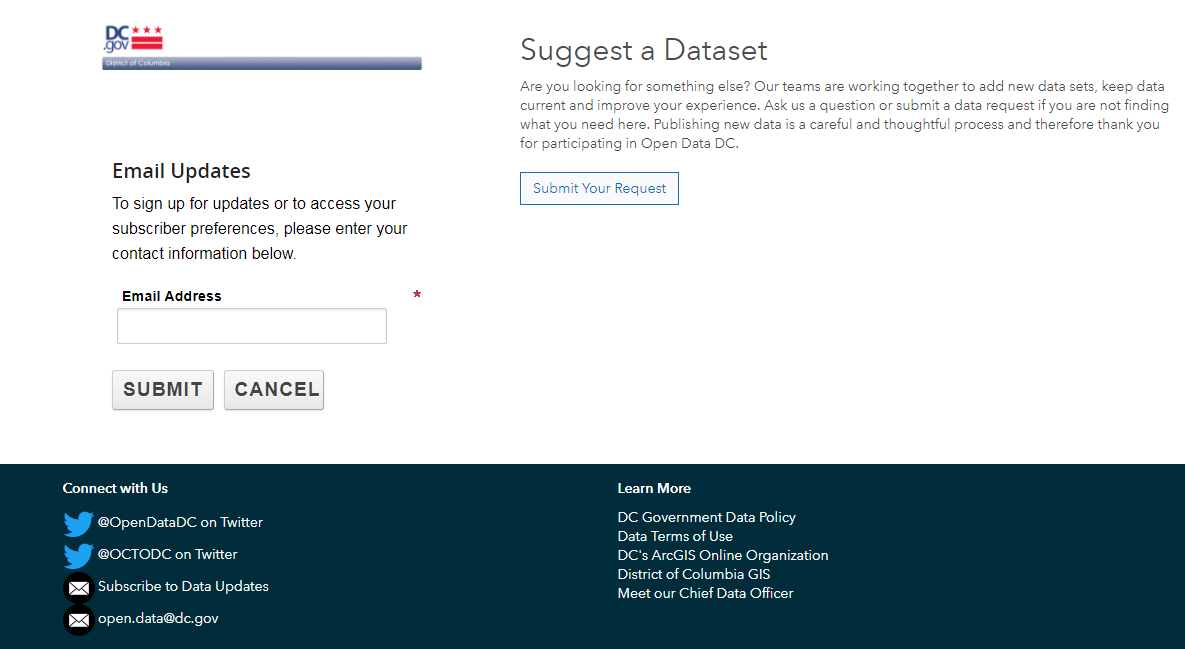 DC
.gov
District of Columbia
Email Updates
To sign up for updates or to access your
subscriber preferences, please enter your
contact information below.
Email Address *
SUBMIT CANCEL
Suggest a Dataset
Are you looking for something else? Our teams are working together to add new data sets, keep data
current and improve your experience. Ask us a question or submit a data request if you are not finding
what you need here. Publishing new data is a careful and thoughtful process and therefore thank you
for participating in Open Data DC.
Submit Your Request
Connect with Us
@OpenDataDC on Twitter
@OCTODC on Twitter
Subscribe to Data Updates
open.data@dc.gov
Learn More
DC Government Data Policy
Data Terms of Use
DC's ArcGIS Online Organization
District of Columbia GIS
Meet our Chief Data Officer